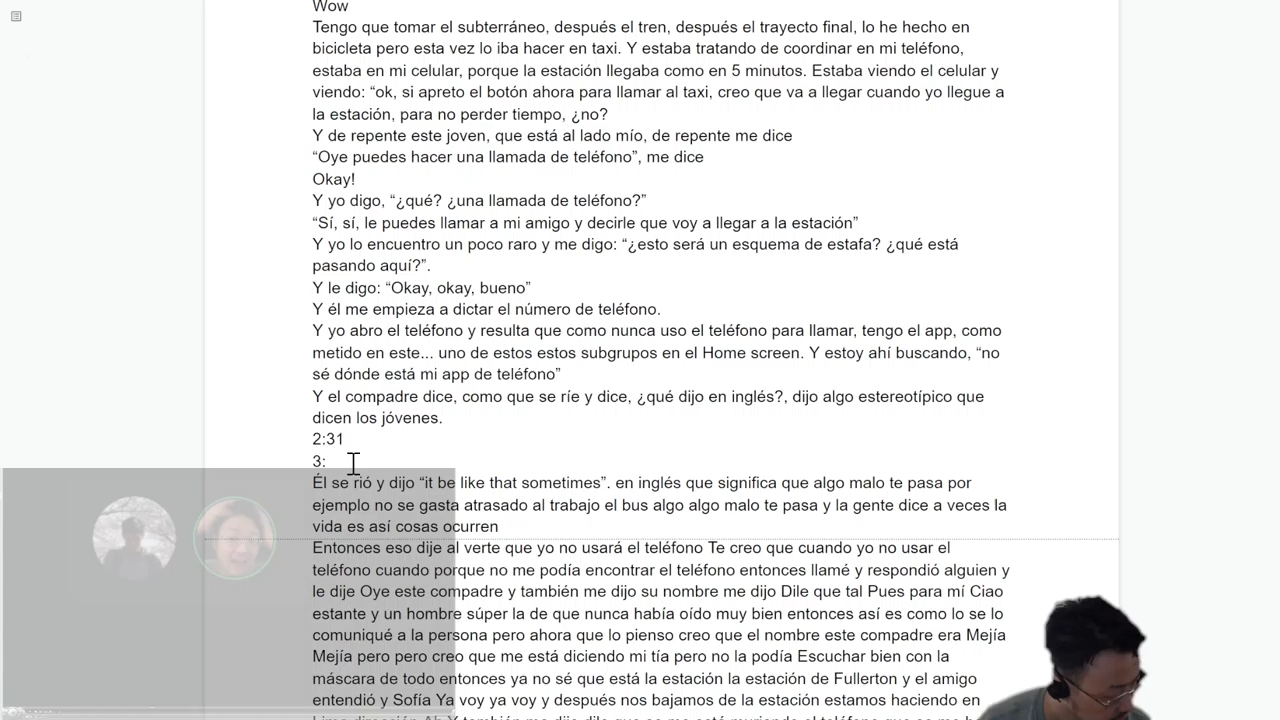 Wow
Tengo que tomar el subterráneo, después el tren, después el trayecto final, lo he hecho en
bicicleta pero esta vez lo iba hacer en taxi. Y estaba tratando de coordinar en mi teléfono,
estaba en mi celular, porque la estación llegaba como en 5 minutos. Estaba viendo el celular y
viendo: “ok, si apreto el botón ahora para llamar al taxi, creo que va a llegar cuando yo llegue a
la estación, para no perder tiempo, ¿no?
Y de repente este joven, que está al lado mío, de repente me dice
“Oye puedes hacer una llamada de teléfono”, me dice
Okay!
Y yo digo, “¿qué? ¿una llamada de teléfono?”
“Sí, sí, le puedes llamar a mi amigo y decirle que voy a llegar a la estación”
Y yo lo encuentro un poco raro y me digo: “¿esto será un esquema de estafa? ¿qué está
pasando aquí?”.
Y le digo: “Okay, okay, bueno”
Y él me empieza a dictar el número de teléfono.
Y yo abro el teléfono y resulta que como nunca uso el teléfono para llamar, tengo el app, como
metido en este... uno de estos estos subgrupos en el Home screen. Y estoy ahí buscando, “no
sé dónde está mi app de teléfono”
Y el compadre dice, como que se ríe y dice, ¿qué dijo en inglés?, dijo algo estereotípico que
dicen los jóvenes.
2:31
3:
Él se rió y dijo “it be like that sometimes”. en inglés que significa que algo malo te pasa por
ejemplo no se gasta atrasado al trabajo el bus algo algo malo te pasa y la gente dice a veces la
vida es así cosas ocurren
Entonces eso dije al verte que yo no usará el teléfono Te creo que cuando yo no usar el
teléfono cuando porque no me podía encontrar el teléfono entonces llamé y respondió alguien y
le dije Oye este compadre y también me dijo su nombre me dijo Dile que tal Pues para mí Ciao
estante y un hombre súper la de que nunca había oído muy bien entonces así es como lo se lo
comuniqué a la persona pero ahora que lo pienso creo que el nombre este compadre era Mejía
Mejía pero pero creo que me está diciendo mi tía pero no la podía Escuchar bien con la
máscara de todo entonces ya no sé que está la estación la estación de Fullerton y el amigo
entendió y Sofía Ya voy ya voy y después nos bajamos de la estación estamos haciendo en